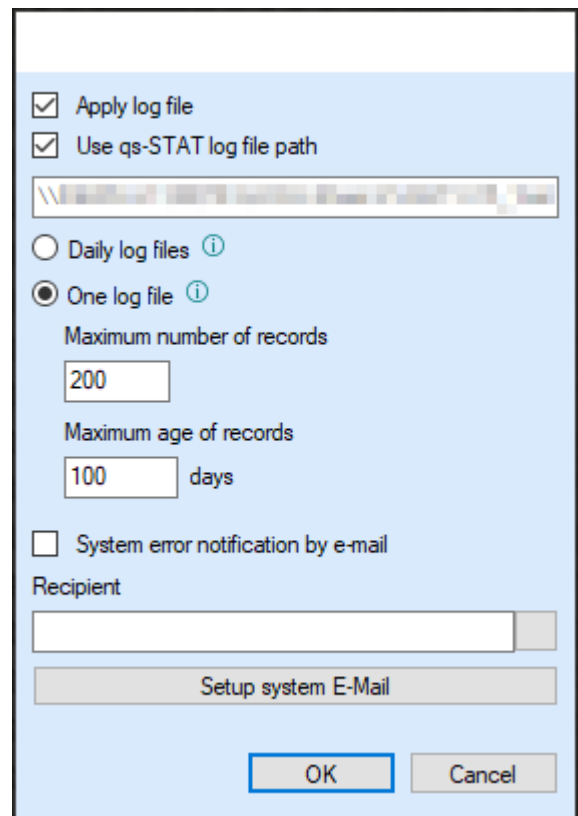 Apply log file
Use qs-STAT log file path
\\
Daily log files
One log file
Maximum number of records
200
Maximum age of records
100 days
System error notification by e-mail
Recipient
Setup system E-Mail
OK Cancel